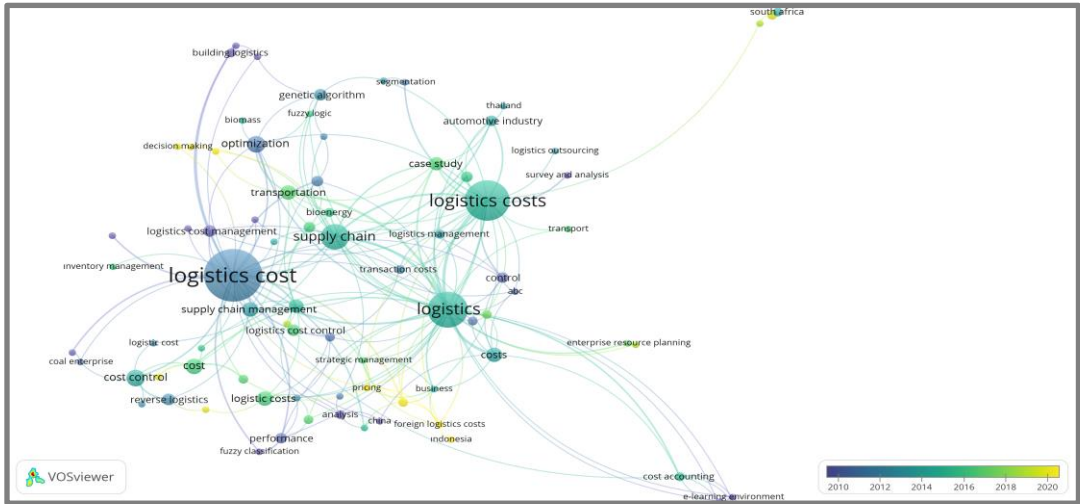 south africa
building logistics
segmentation
genetic algorithm
thailand
fuzzy logic
biomass
automotive industry
decision making
optimization
logistics outsourcing
case study
survey and analysis
transportation
logistics costs
bioenergy
transport
logistics cost management
supply chain
logistics management
inventory management
logistics cost
transaction costs
control
abc
supply chain management
logistics
logistics cost control
logistic cost
enterprise resource planning
coal enterprise
cost
strategic management
costs
cost control
pricing
business
reverse logistics
logistic costs
analysis
china
foreign logistics costs
performance
indonesia
fuzzy classification
cost accounting
e-learning environment
VOSviewer
2010 2012 2014 2016 2018 2020